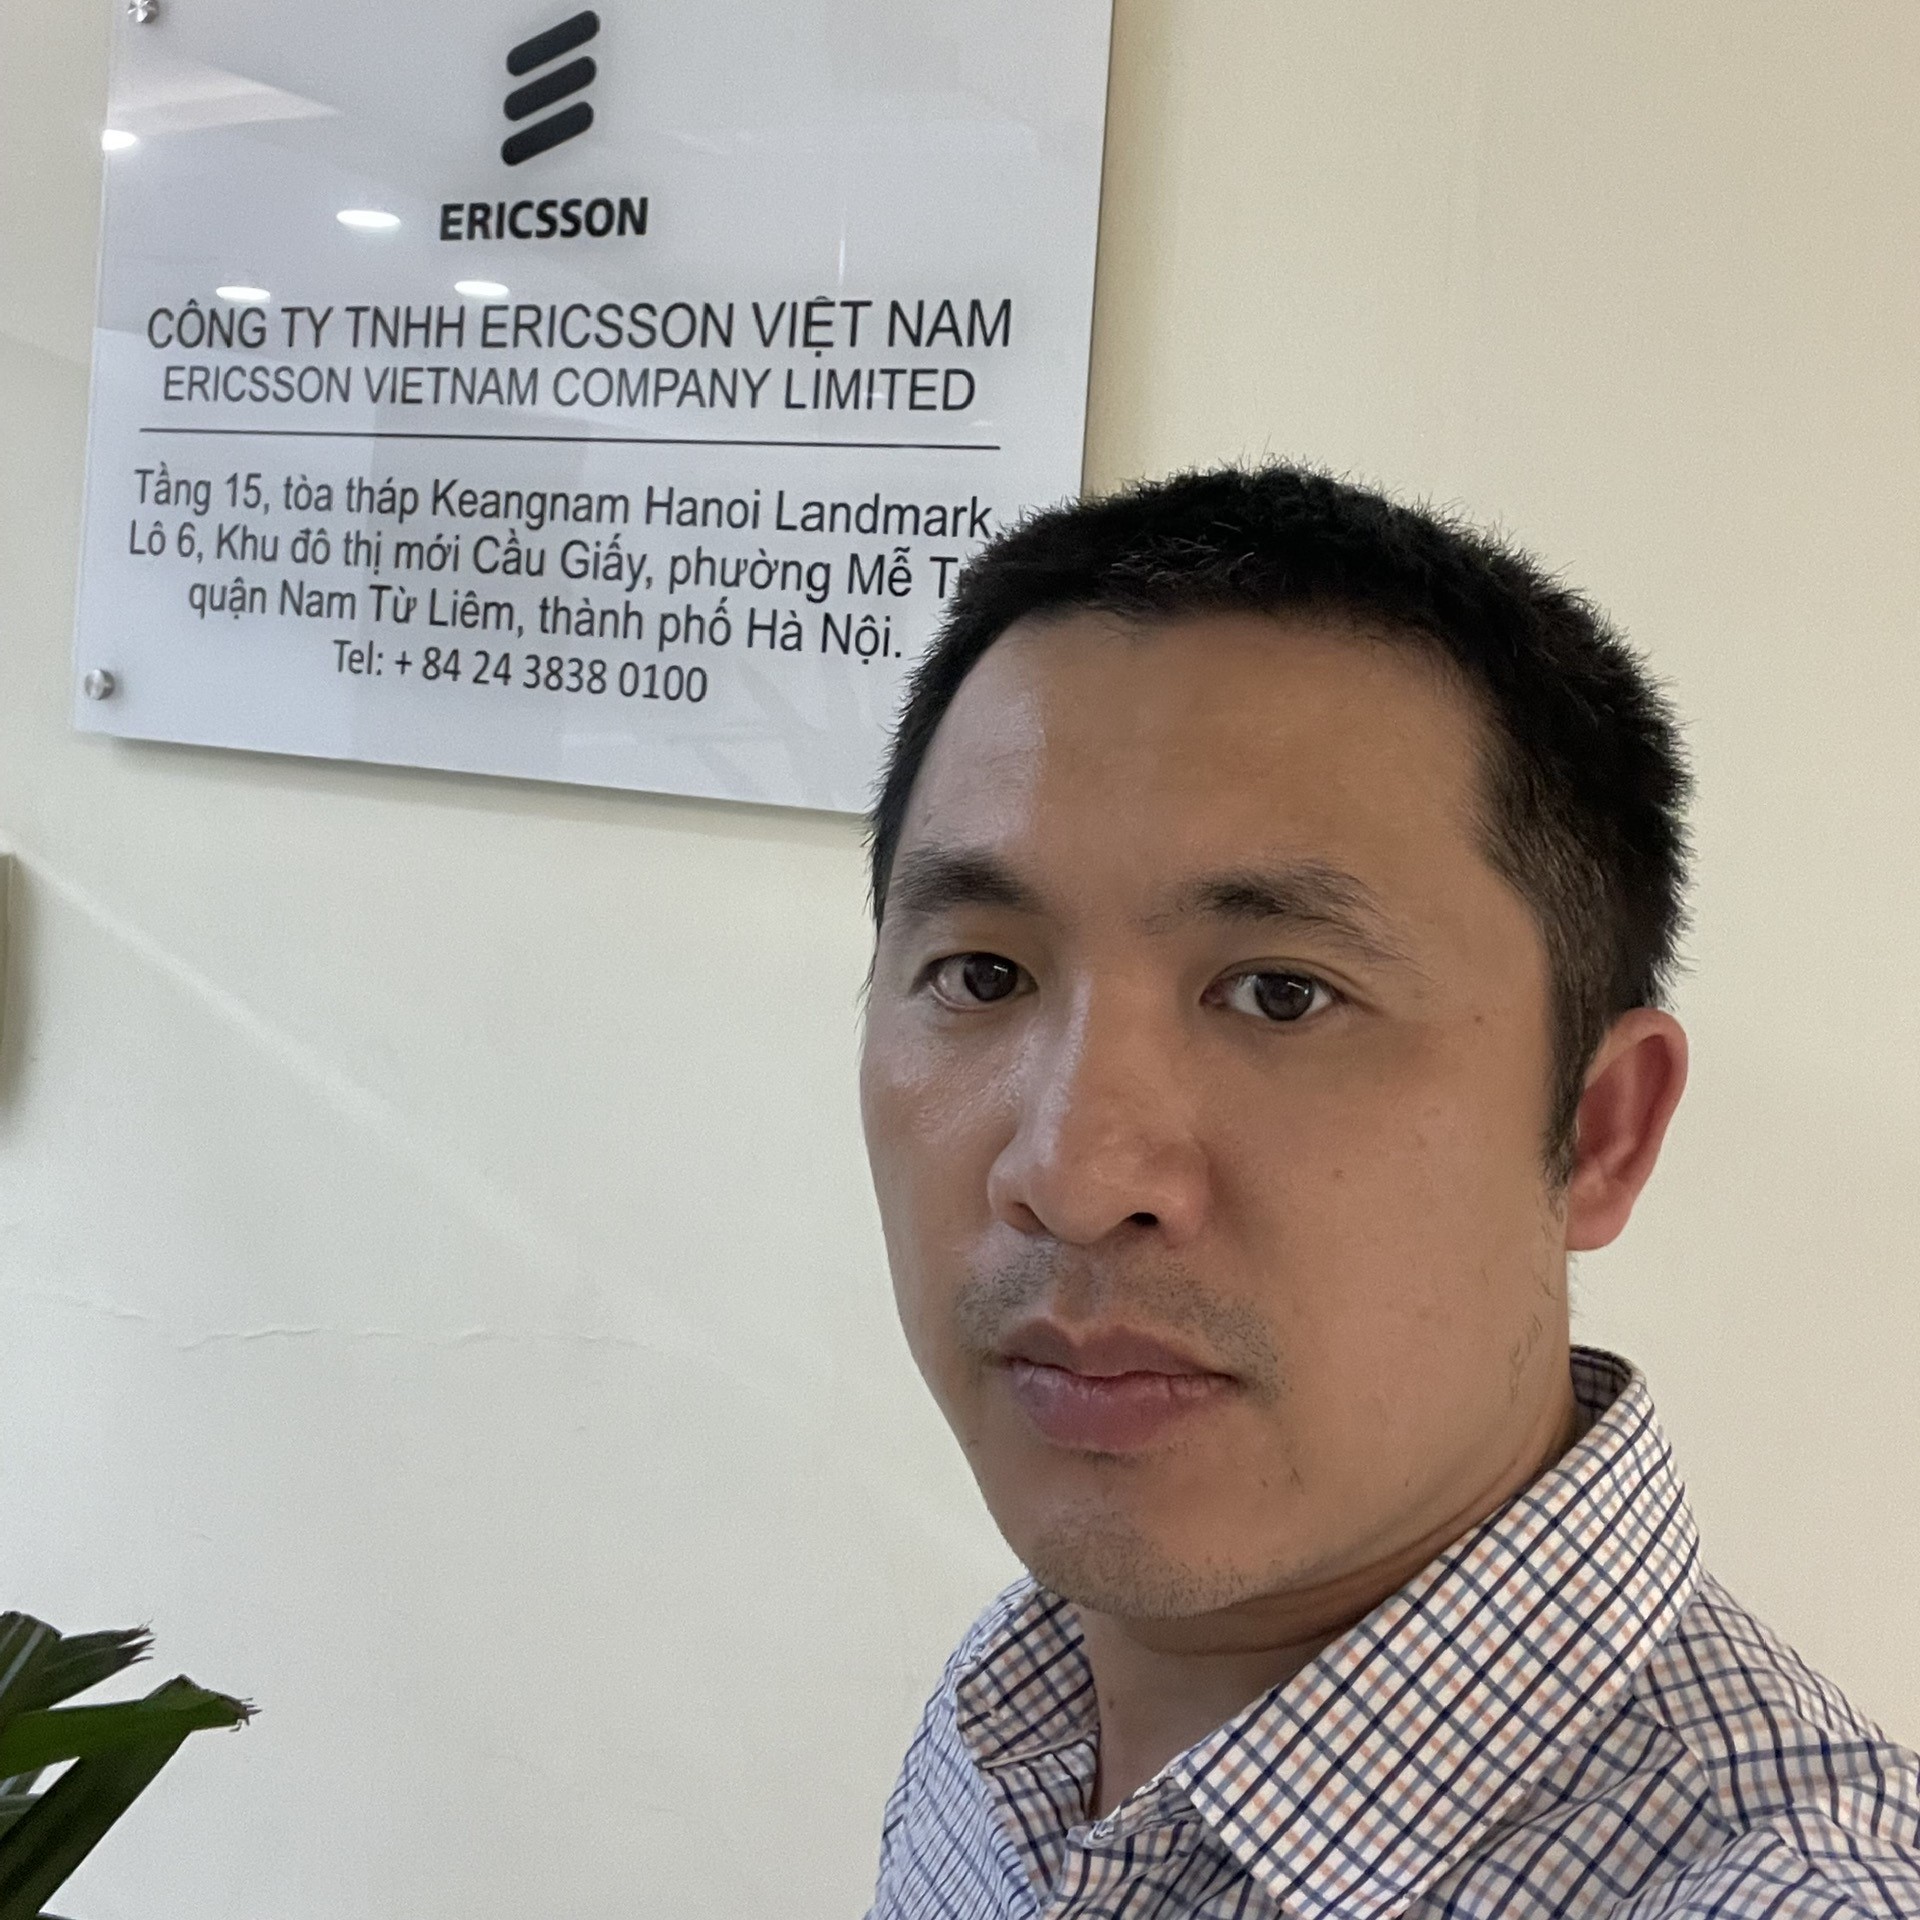 ERICSSON
CÔNG TY TNHH ERICSSON VIỆT NAM
ERICSSON VIETNAM COMPANY LIMITED
Tầng 15, tòa tháp Keangnam Hanoi Landmark,
Lô 6, Khu đô thị mới Cầu Giấy, phường Mễ
quận Nam Từ Liêm, thành phố Hà Nội.
Tel: + 84 24 3838 0100